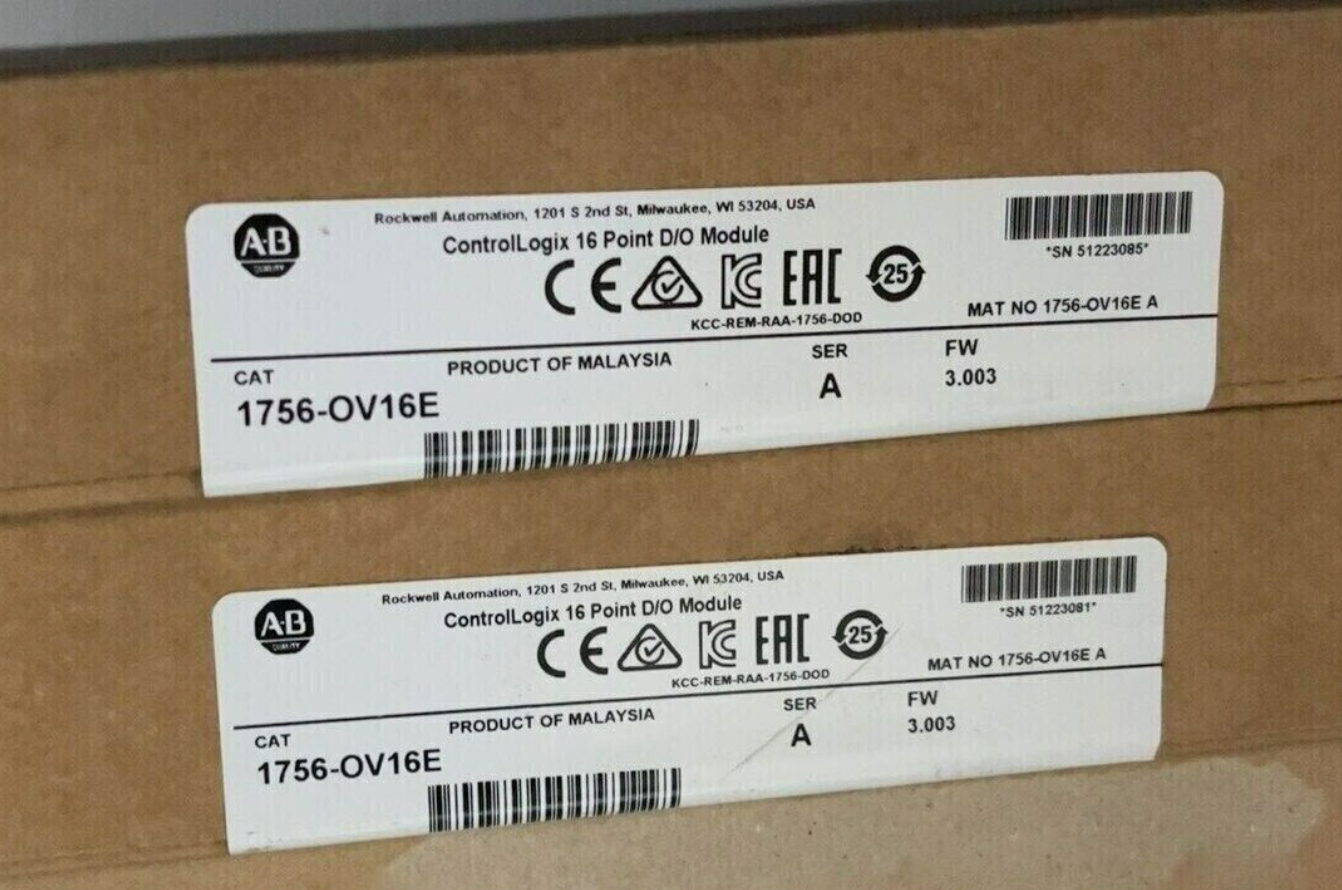 A·B
QUALITY
Rockwell Automation, 1201 S 2nd St, Milwaukee, WI 53204, USA
ControlLogix 16 Point D/O Module
*SN 51223085*
CE KC EAC 25
KCC-REM-RAA-1756-DOD
MAT NO 1756-OV16E A
CAT PRODUCT OF MALAYSIA SER FW
1756-OV16E A 3.003
A·B
QUALITY
Rockwell Automation, 1201 S 2nd St, Milwaukee, WI 53204, USA
ControlLogix 16 Point D/O Module
*SN 51223081*
CE KC EAC 25
KCC-REM-RAA-1756-DOD
MAT NO 1756-OV16E A
CAT PRODUCT OF MALAYSIA SER FW
1756-OV16E A 3.003